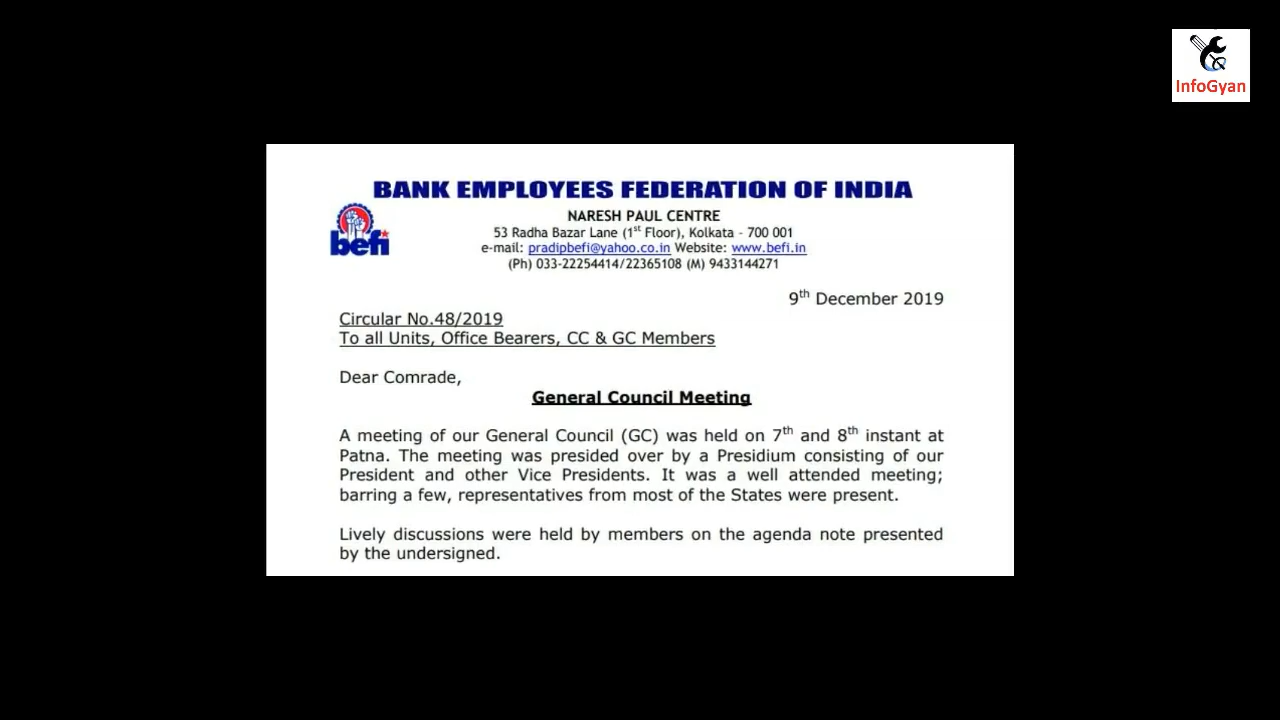 InfoGyan
BANK EMPLOYEES FEDERATION OF INDIA
befi
NARESH PAUL CENTRE
53 Radha Bazar Lane (1st Floor), Kolkata - 700 001
e-mail: pradipbefi@yahoo.co.in Website: www.befi.in
(Ph) 033-22254414/22365108 (M) 9433144271
9th December 2019
Circular No.48/2019
To all Units, Office Bearers, CC & GC Members
Dear Comrade,
General Council Meeting
A meeting of our General Council (GC) was held on 7th and 8th instant at
Patna. The meeting was presided over by a Presidium consisting of our
President and other Vice Presidents. It was a well attended meeting;
barring a few, representatives from most of the States were present.
Lively discussions were held by members on the agenda note presented
by the undersigned.